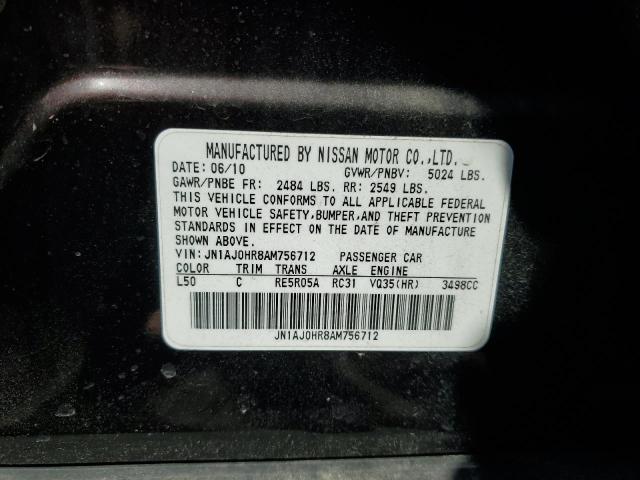 MANUFACTURED BY NISSAN MOTOR CO.,LTD.
DATE: 06/10 GVWR/PNBV: 5024 LBS.
GAWR/PNBE FR: 2484 LBS. RR: 2549 LBS.
THIS VEHICLE CONFORMS TO ALL APPLICABLE FEDERAL
MOTOR VEHICLE SAFETY,BUMPER,AND THEFT PREVENTION
STANDARDS IN EFFECT ON THE DATE OF MANUFACTURE
SHOWN ABOVE.
VIN: JN1AJ0HR8AM756712 PASSENGER CAR
COLOR TRIM TRANS AXLE ENGINE
L50 C RE5R05A RC31 VQ35(HR) 3498CC
JN1AJ0HR8AM756712